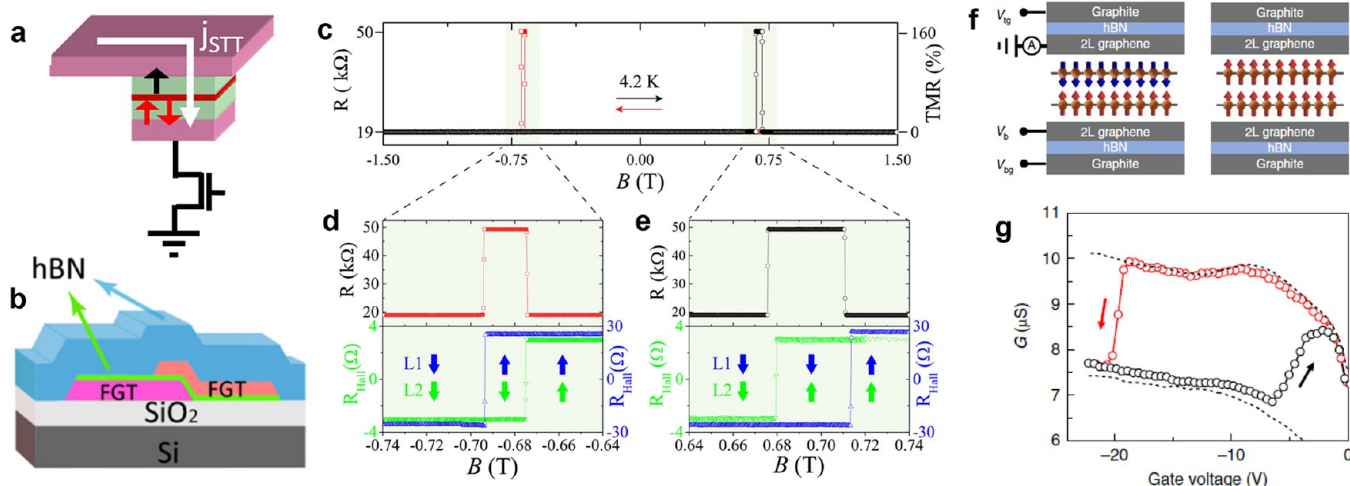 a
jSTT
b
hBN
FGT
FGT
SiO2
Si
c
50
19
R (kΩ)
4.2 K
160
0
TMR (%)
-1.50
-0.75
0.00
0.75
1.50
B (T)
d
50
40
30
20
R (kΩ)
4
0
-4
RHall (Ω)
L1
L2
30
0
-30
RHall (Ω)
-0.74
-0.72
-0.70
-0.68
-0.66
-0.64
B (T)
e
50
40
30
20
R (kΩ)
4
0
-4
RHall (Ω)
L1
L2
30
0
-30
RHall (Ω)
0.64
0.66
0.68
0.70
0.72
0.74
B (T)
f
Vtg
A
Vb
Vbg
Graphite
hBN
2L graphene
2L graphene
hBN
Graphite
Graphite
hBN
2L graphene
2L graphene
hBN
Graphite
g
11
10
9
8
7
6
G (μS)
−20
−10
0
Gate voltage (V)